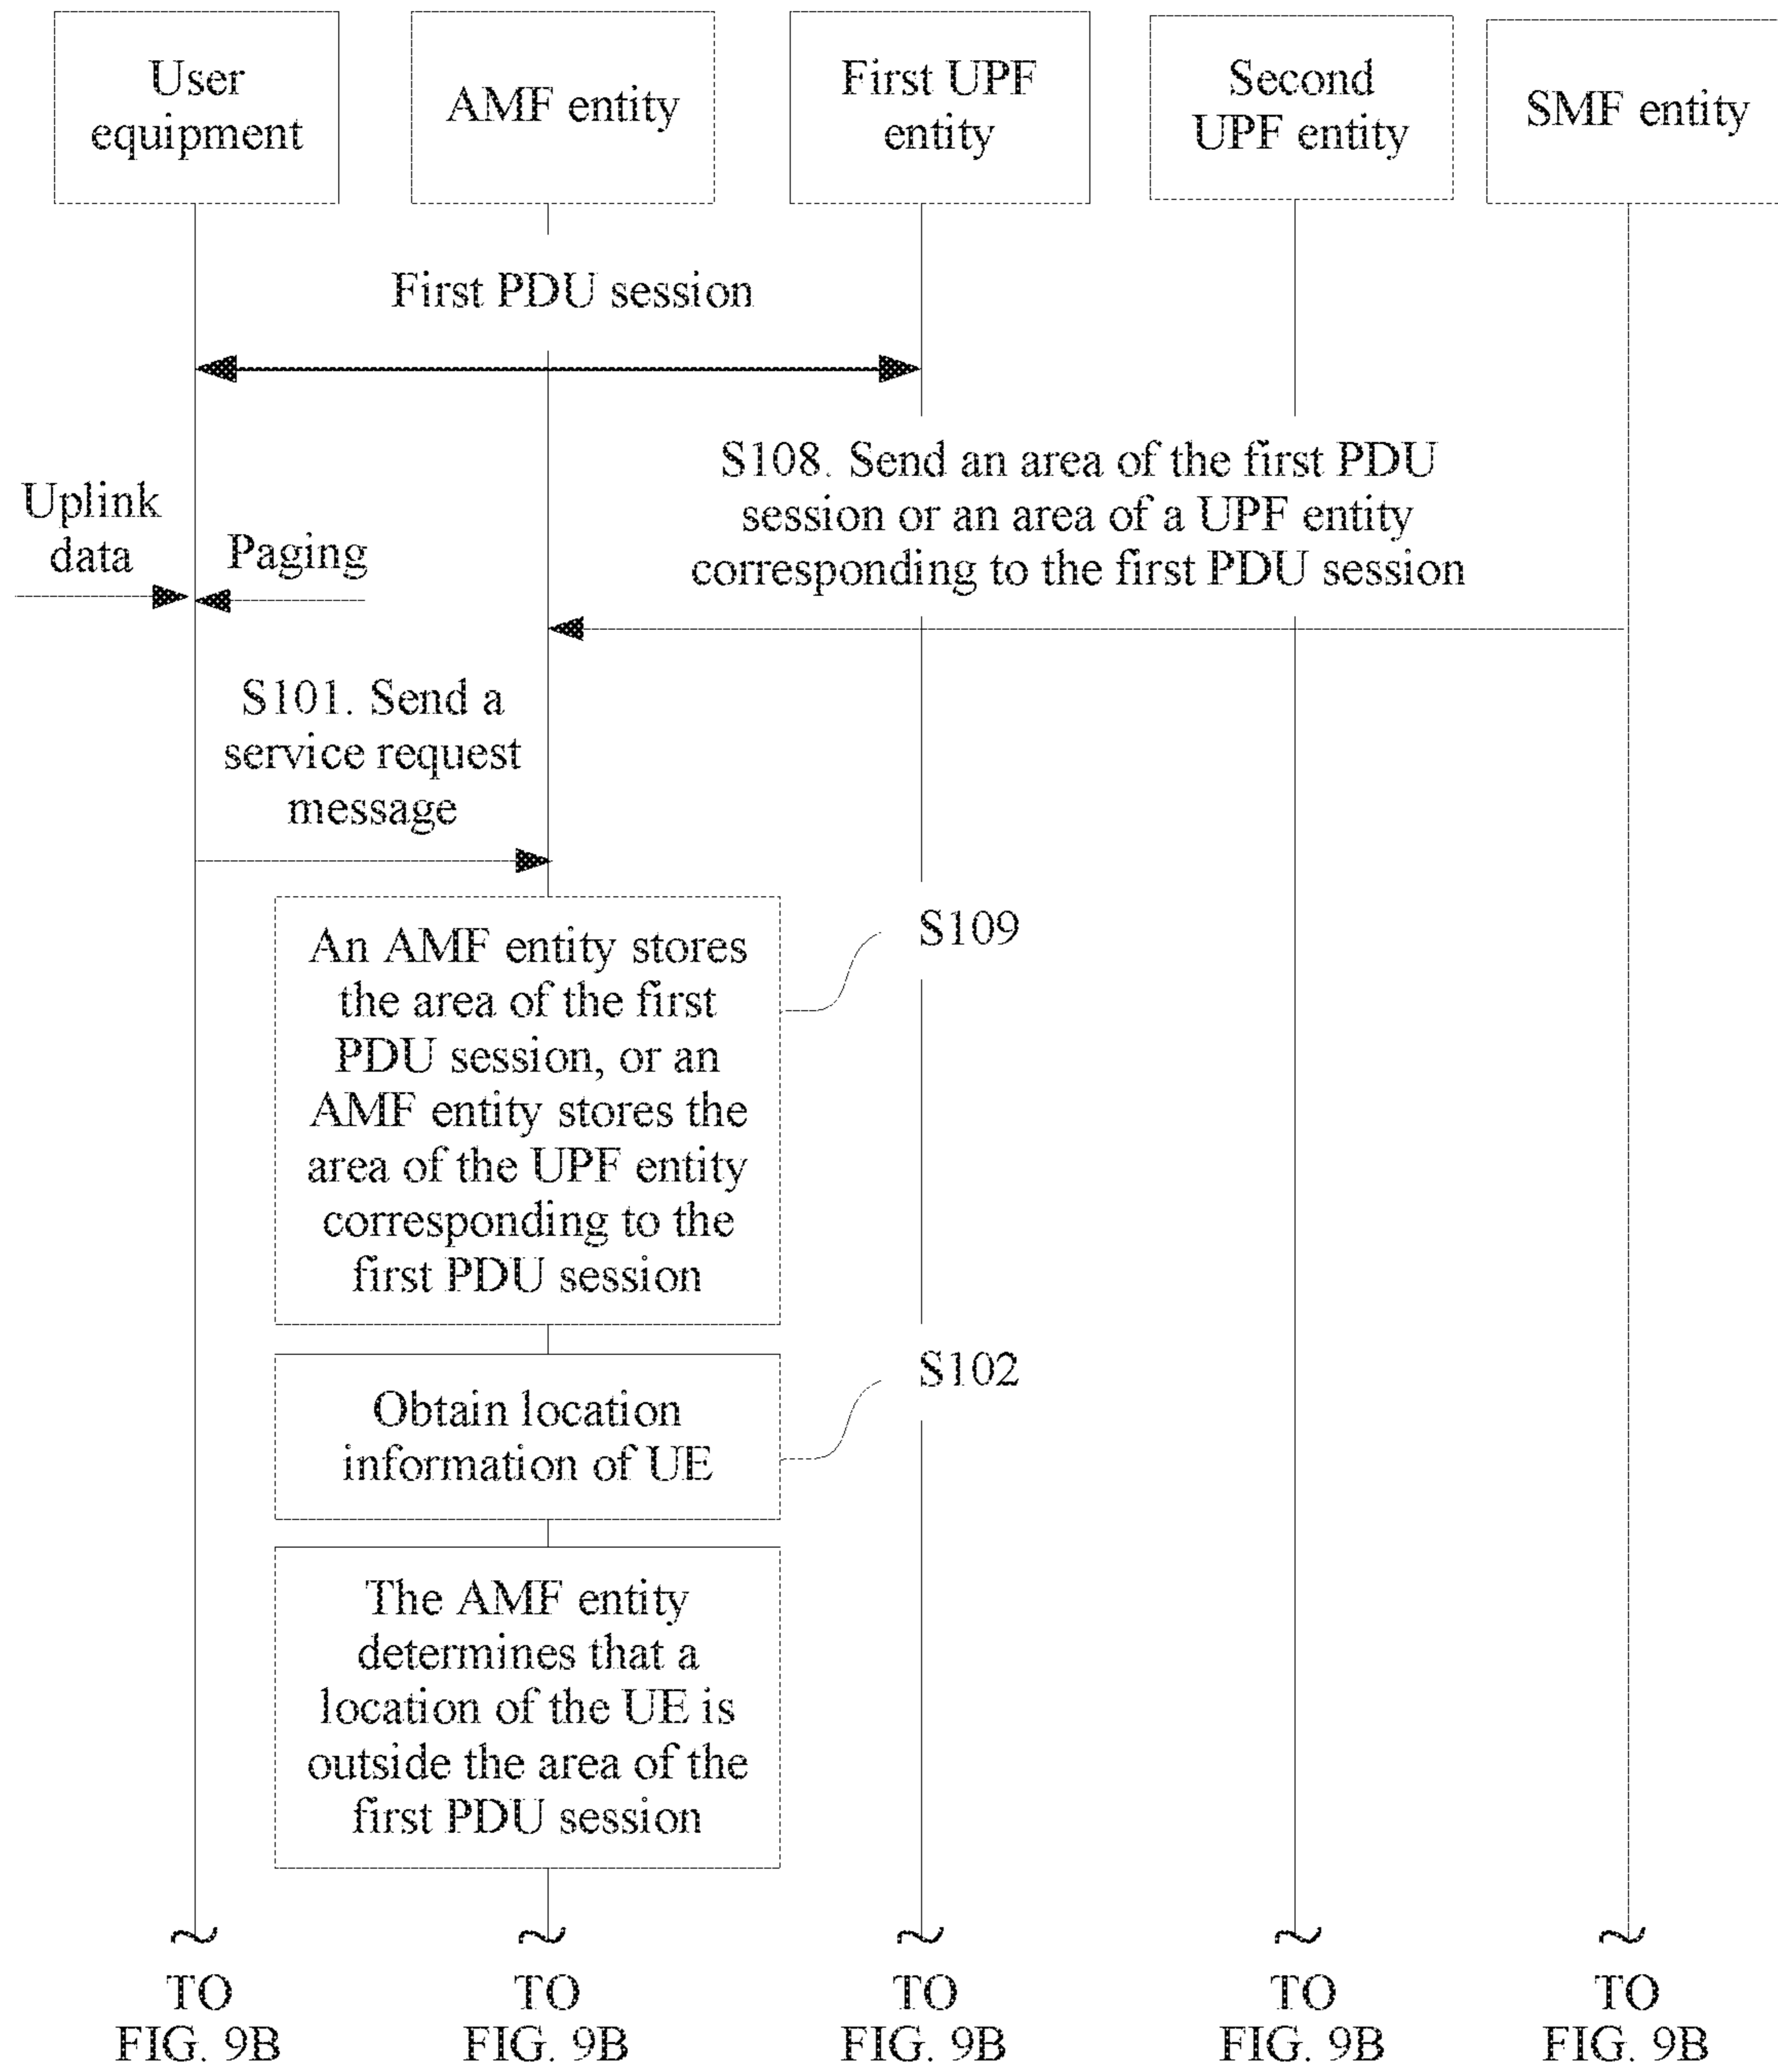 User
equipment
AMF entity
First UPF
entity
Second
UPF entity
SMF entity
First PDU session
S108. Send an area of the first PDU
session or an area of a UPF entity
corresponding to the first PDU session
Uplink
data
Paging
S101. Send a
service request
message
An AMF entity stores
the area of the first
PDU session, or an
AMF entity stores the
area of the UPF entity
corresponding to the
first PDU session
S109
Obtain location
information of UE
S102
The AMF entity
determines that a
location of the UE is
outside the area of the
first PDU session
TO
FIG. 9B
TO
FIG. 9B
TO
FIG. 9B
TO
FIG. 9B
TO
FIG. 9B